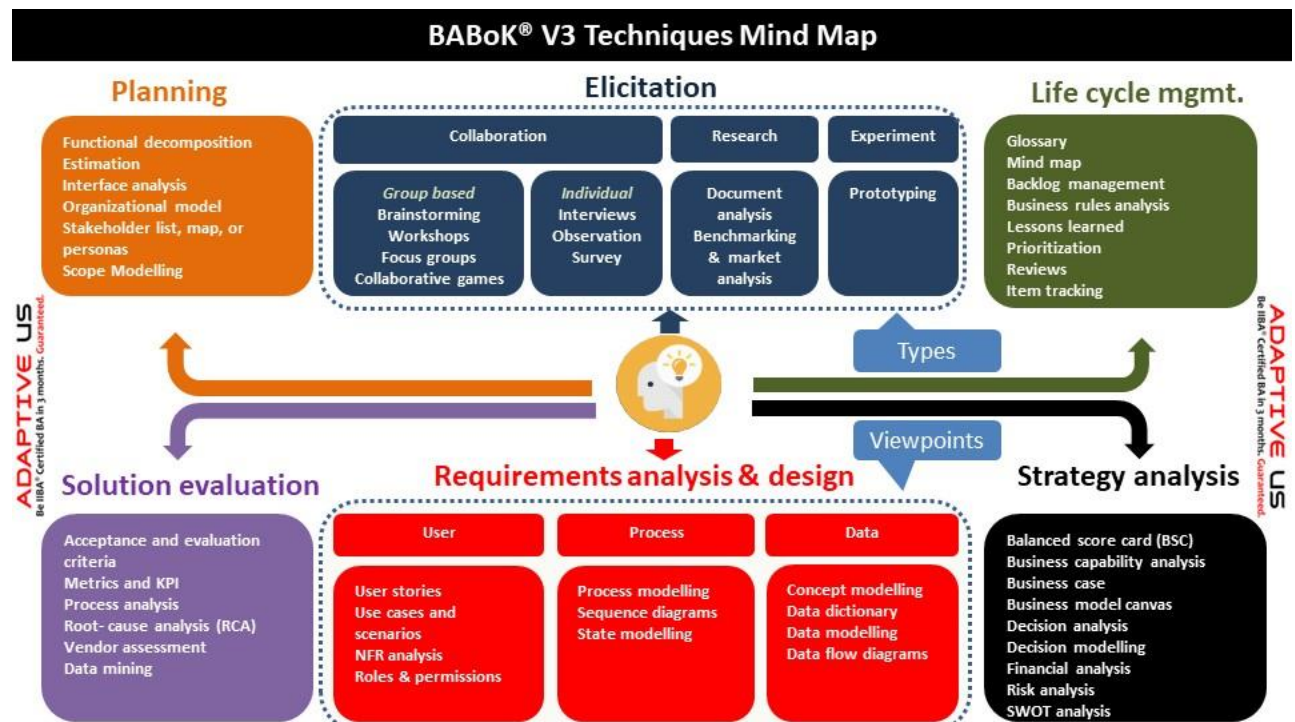 BABoK® V3 Techniques Mind Map
Planning
Functional decomposition
Estimation
Interface analysis
Organizational model
Stakeholder list, map, or
personas
Scope Modelling
Elicitation
Collaboration
Research
Experiment
Group based
Brainstorming
Workshops
Focus groups
Collaborative games
Individual
Interviews
Observation
Survey
Document
analysis
Benchmarking
& market
analysis
Prototyping
Life cycle mgmt.
Glossary
Mind map
Backlog management
Business rules analysis
Lessons learned
Prioritization
Reviews
Item tracking
Types
Viewpoints
ADAPTIVE US
Be IIBA® Certified BA in 3 months. Guaranteed.
ADAPTIVE US
Be IIBA® Certified BA in 3 months. Guaranteed.
Solution evaluation
Acceptance and evaluation
criteria
Metrics and KPI
Process analysis
Root- cause analysis (RCA)
Vendor assessment
Data mining
Requirements analysis & design
User
Process
Data
User stories
Use cases and
scenarios
NFR analysis
Roles & permissions
Process modelling
Sequence diagrams
State modelling
Concept modelling
Data dictionary
Data modelling
Data flow diagrams
Strategy analysis
Balanced score card (BSC)
Business capability analysis
Business case
Business model canvas
Decision analysis
Decision modelling
Financial analysis
Risk analysis
SWOT analysis